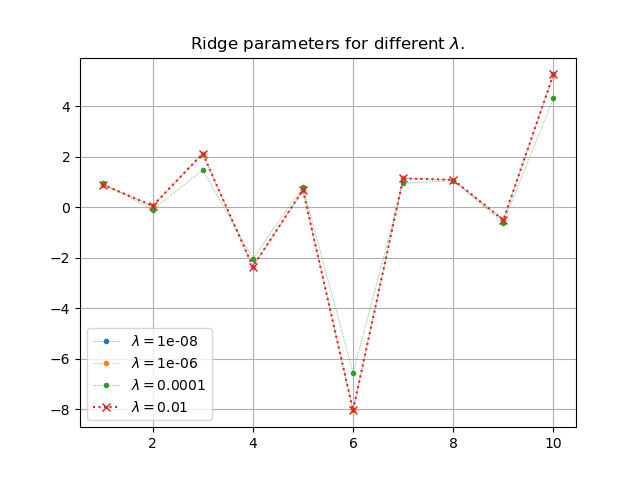 Ridge parameters for different λ.
4
2
0
−2
−4
−6
−8
λ = 1e-08
λ = 1e-06
λ = 0.0001
λ = 0.01
2 4 6 8 10